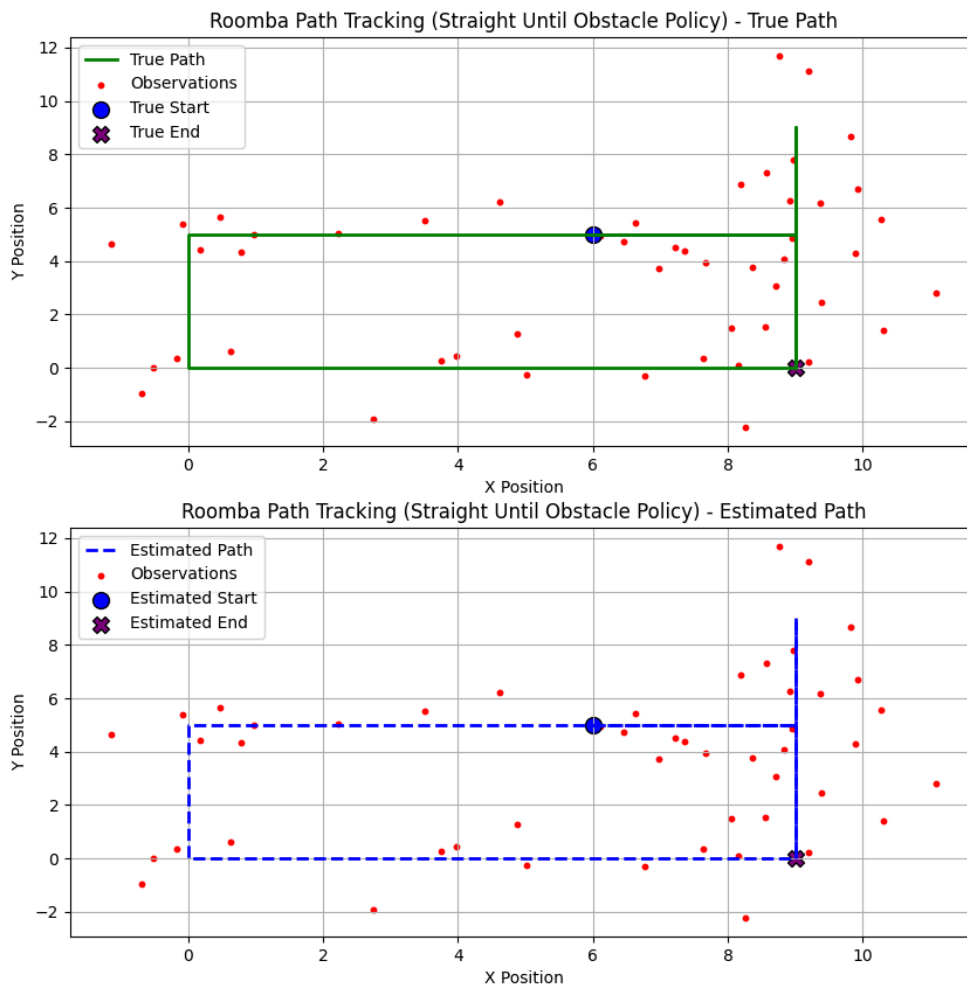 Roomba Path Tracking (Straight Until Obstacle Policy) - True Path
True Path
Observations
True Start
True End
Y Position
12
10
8
6
4
2
0
−2
0
2
4
6
8
10
X Position
Roomba Path Tracking (Straight Until Obstacle Policy) - Estimated Path
Estimated Path
Observations
Estimated Start
Estimated End
Y Position
12
10
8
6
4
2
0
−2
0
2
4
6
8
10
X Position